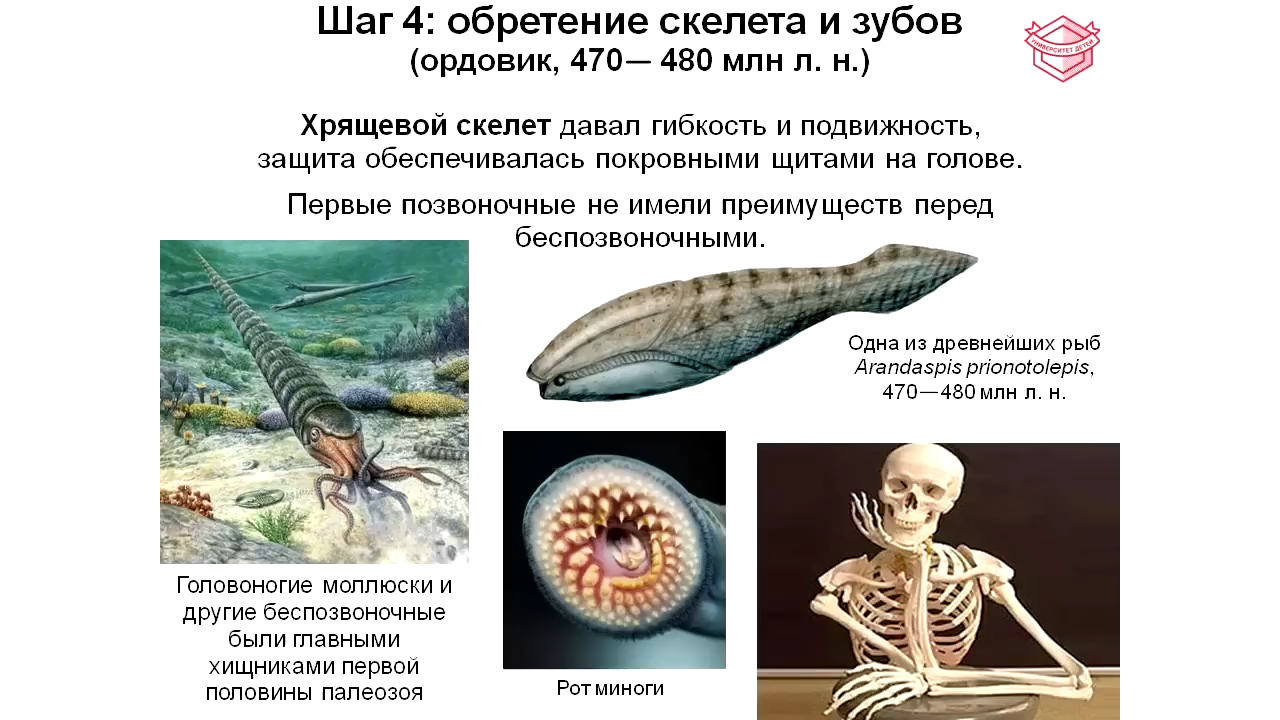 Шаг 4: обретение скелета и зубов
(ордовик, 470— 480 млн л. н.)
УНИВЕРСИТЕТ ДЕТЕЙ
Хрящевой скелет давал гибкость и подвижность,
защита обеспечивалась покровными щитами на голове.
Первые позвоночные не имели преимуществ перед
беспозвоночными.
Одна из древнейших рыб
Arandaspis prionotolepis,
470—480 млн л. н.
Головоногие моллюски и
другие беспозвоночные
были главными
хищниками первой
половины палеозоя
Рот миноги